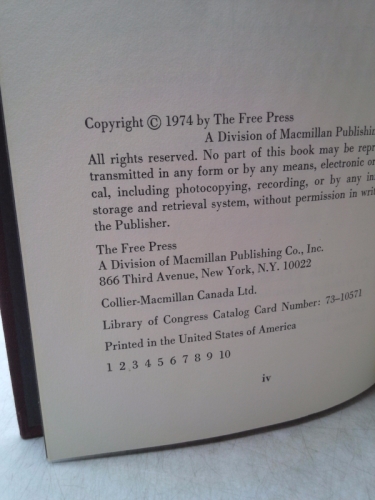 Copyright © 1974 by The Free Press
A Division of Macmillan Publishin
All rights reserved. No part of this book may be repr
transmitted in any form or by any means, electronic or
cal, including photocopying, recording, or by any in
storage and retrieval system, without permission in writ
the Publisher.
The Free Press
A Division of Macmillan Publishing Co., Inc.
866 Third Avenue, New York, N.Y. 10022
Collier-Macmillan Canada Ltd.
Library of Congress Catalog Card Number: 73-10571
Printed in the United States of America
1 2 3 4 5 6 7 8 9 10
iv